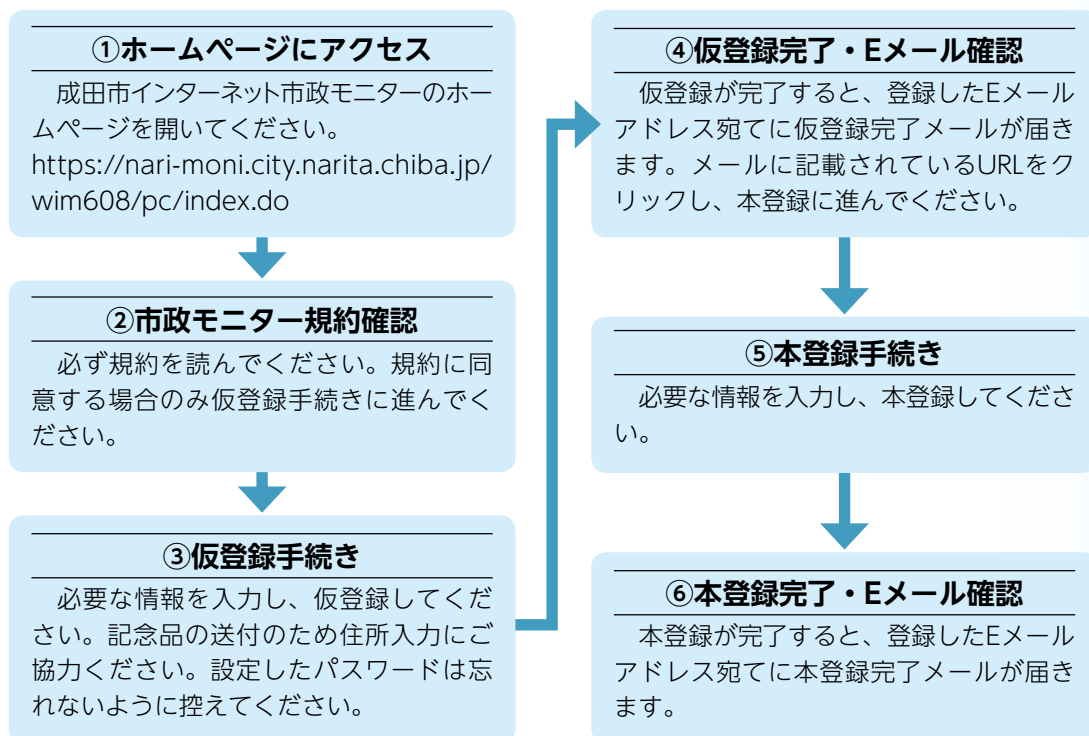 ①ホームページにアクセス
成田市インターネット市政モニターのホー
ムページを開いてください。
https://nari-moni.city.narita.chiba.jp/
wim608/pc/index.do
②市政モニター規約確認
必ず規約を読んでください。規約に同
意する場合のみ仮登録手続きに進んでく
ださい。
③仮登録手続き
必要な情報を入力し、仮登録してくだ
さい。記念品の送付のため住所入力にご
協力ください。設定したパスワードは忘
れないように控えてください。
④仮登録完了・Eメール確認
仮登録が完了すると、登録したEメール
アドレス宛てに仮登録完了メールが届き
ます。メールに記載されているURLをク
リックし、本登録に進んでください。
⑤本登録手続き
必要な情報を入力し、本登録してくださ
い。
⑥本登録完了・Eメール確認
本登録が完了すると、登録したEメール
アドレス宛てに本登録完了メールが届き
ます。